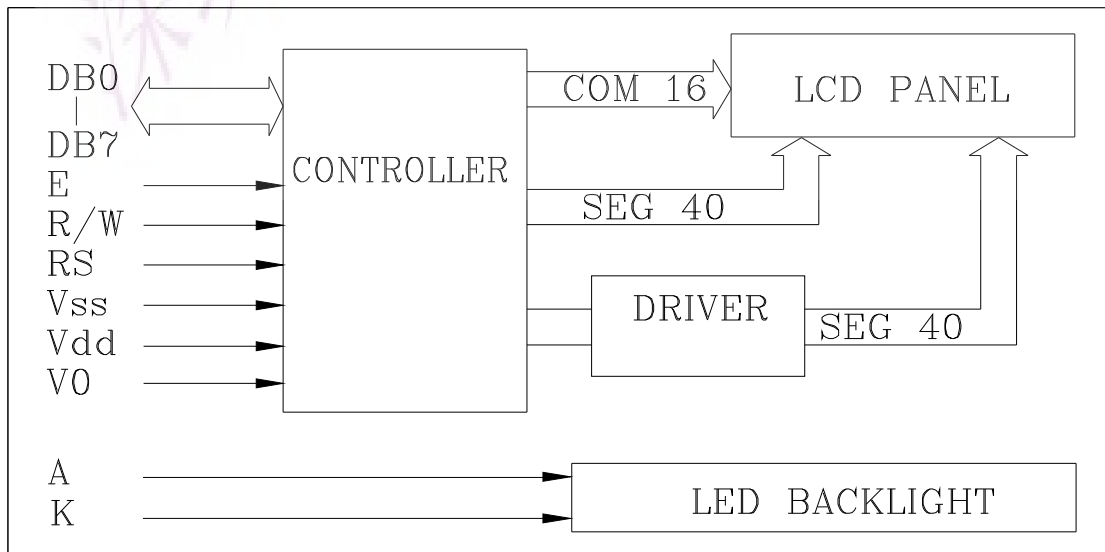 DB0
|
DB7
E
R/W
RS
Vss
Vdd
V0
A
K
CONTROLLER
COM 16
SEG 40
DRIVER
SEG 40
LCD PANEL
LED BACKLIGHT